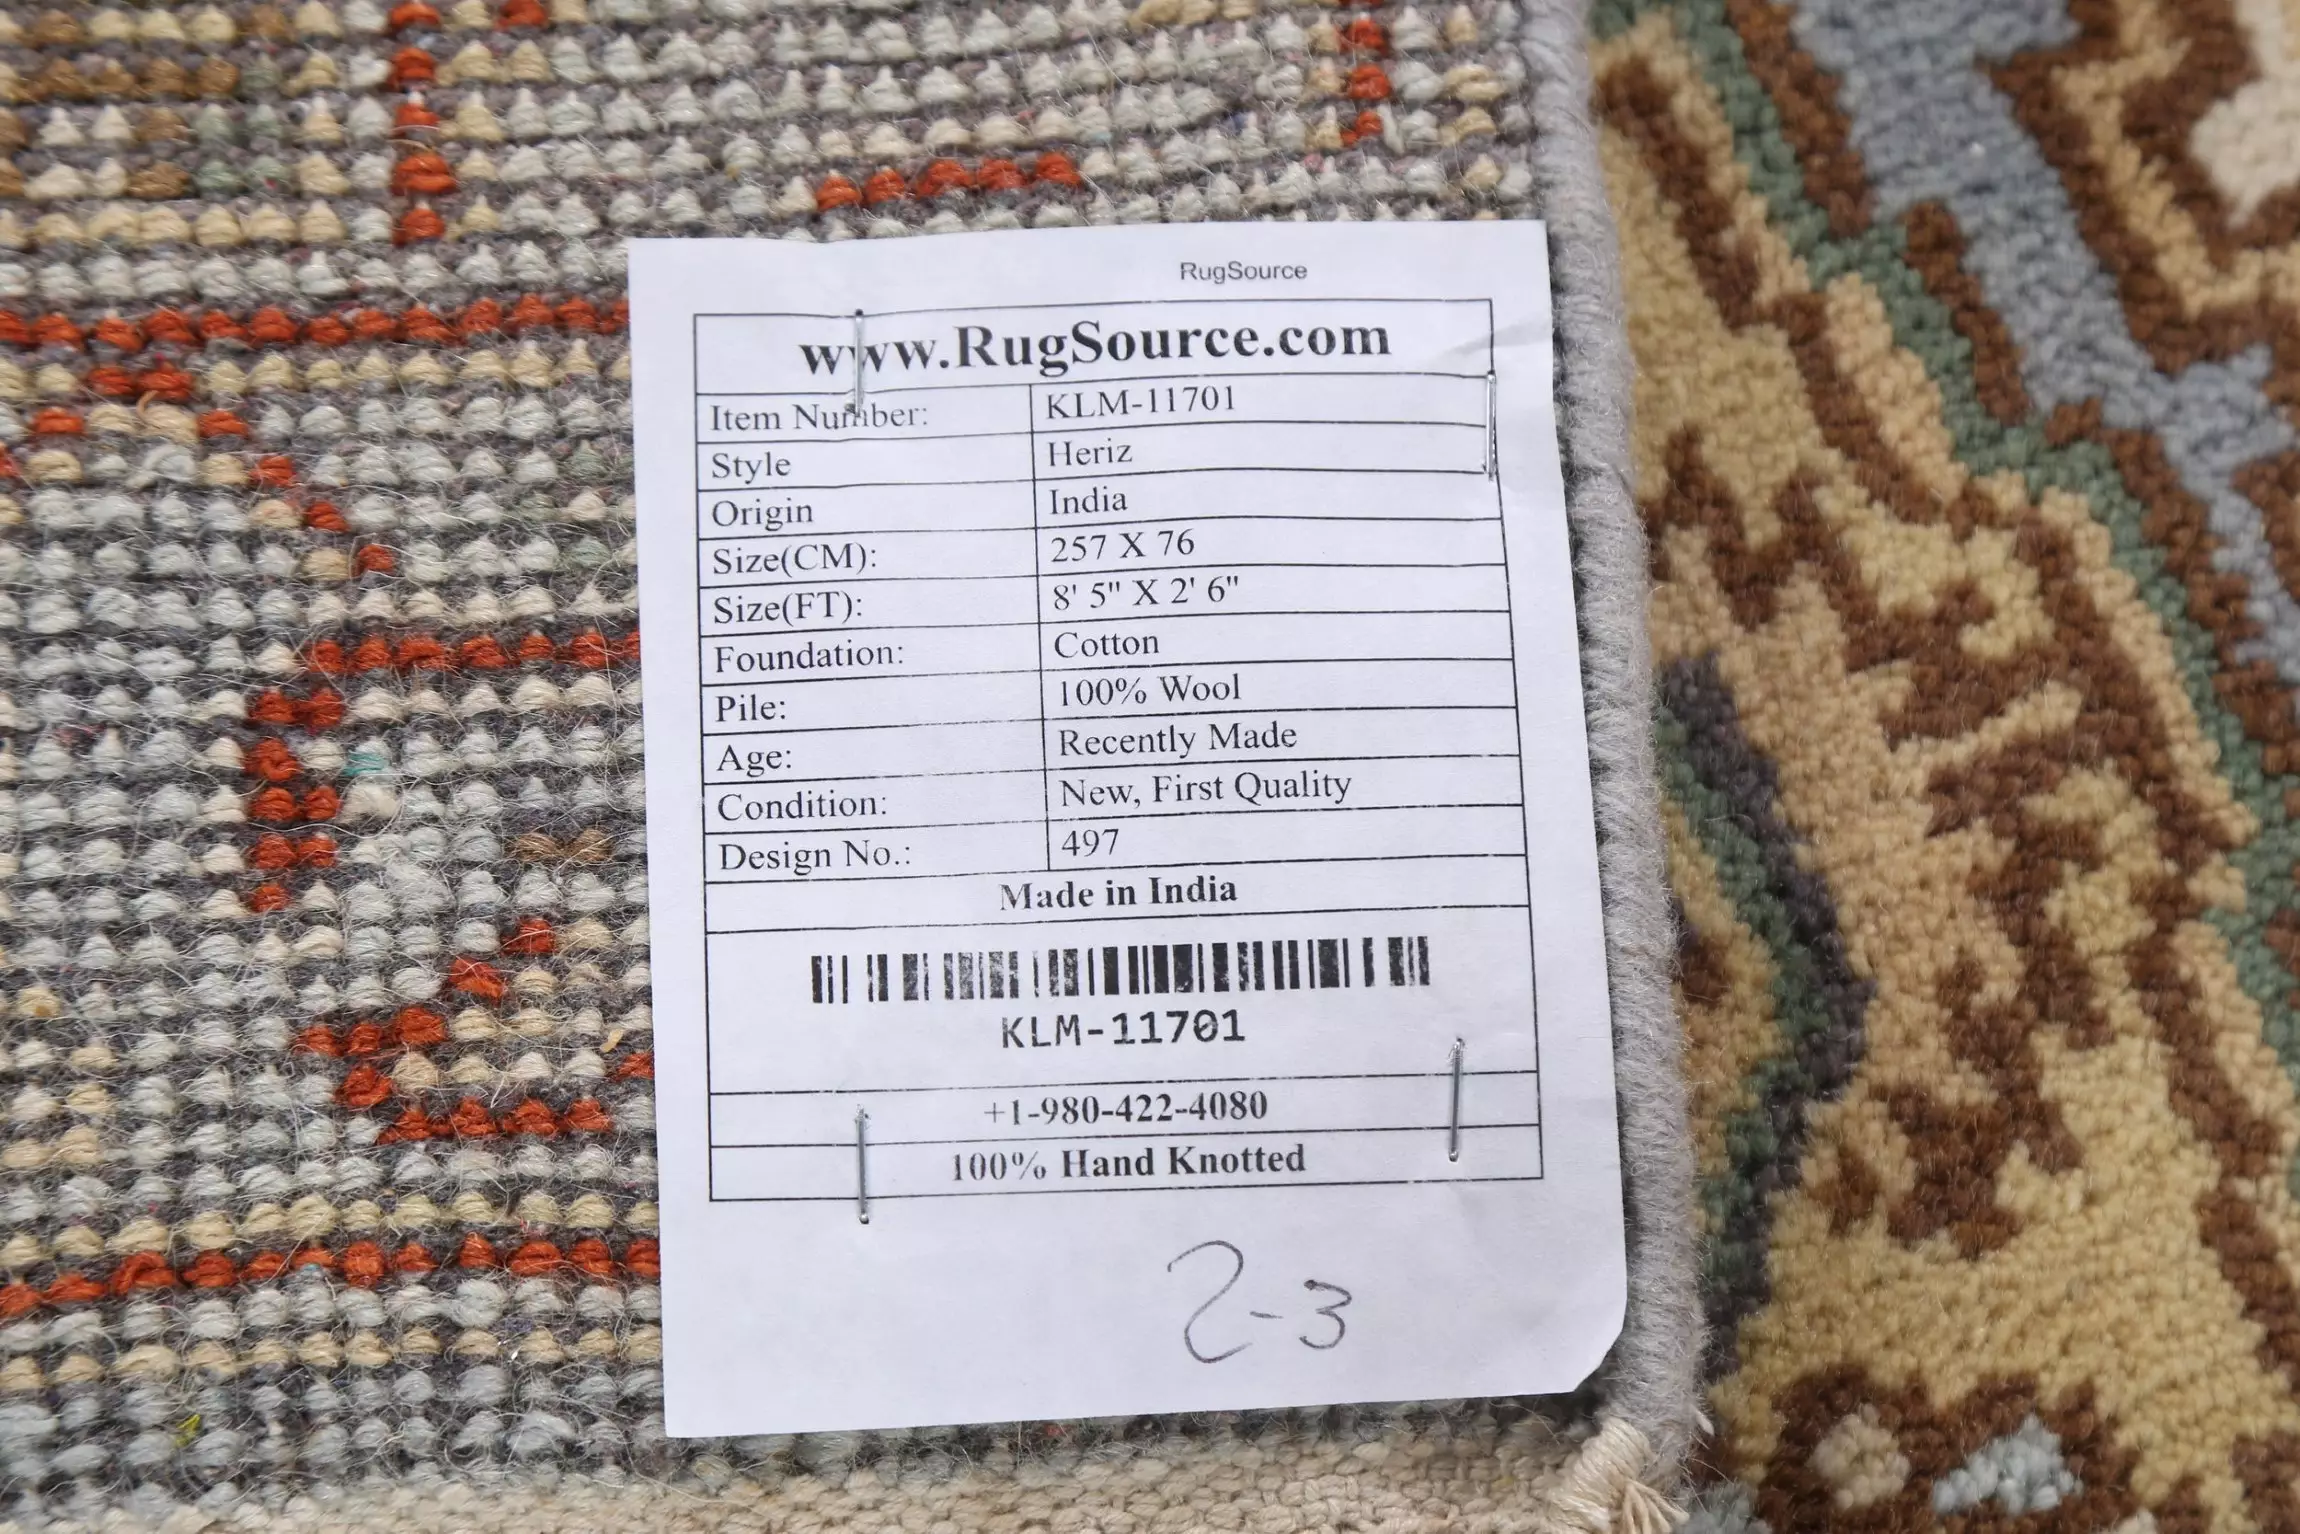 RugSource
www.RugSource.com
Item Number: KLM-11701
Style Heriz
Origin India
Size(CM): 257 X 76
Size(FT): 8' 5" X 2' 6"
Foundation: Cotton
Pile: 100% Wool
Age: Recently Made
Condition: New, First Quality
Design No.: 497
Made in India
KLM-11701
+1-980-422-4080
100% Hand Knotted
2-3